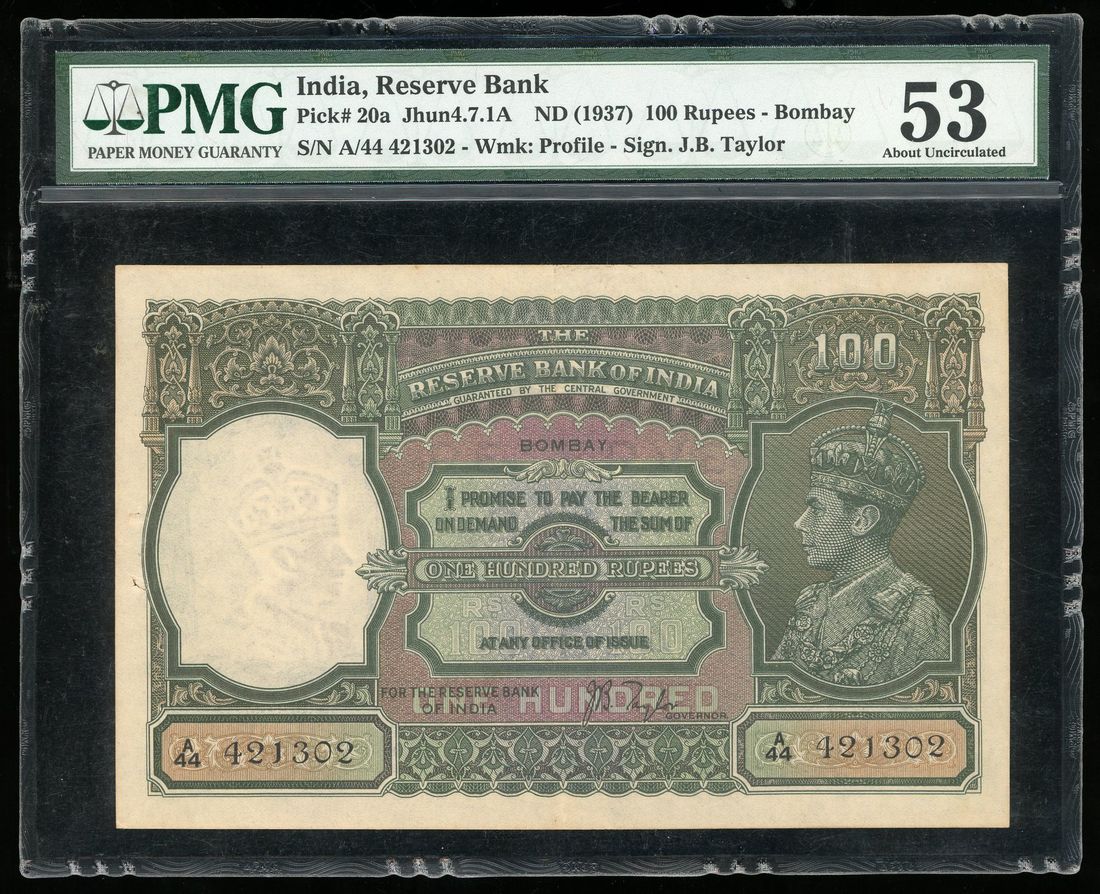 PMG
PAPER MONEY GUARANTY
India, Reserve Bank
Pick# 20a Jhun4.7.1A ND (1937) 100 Rupees - Bombay
S/N A/44 421302 - Wmk: Profile - Sign. J.B. Taylor
53
About Uncirculated
THE
RESERVE BANK OF INDIA
GUARANTEED BY THE CENTRAL GOVERNMENT
100
BOMBAY
I PROMISE TO PAY THE BEARER
ON DEMAND THE SUM OF
ONE HUNDRED RUPEES
RS RS
100 100
AT ANY OFFICE OF ISSUE
FOR THE RESERVE BANK
OF INDIA
ONE HUNDRED
J.B. Taylor
GOVERNOR
A/44 421302
A/44 421302